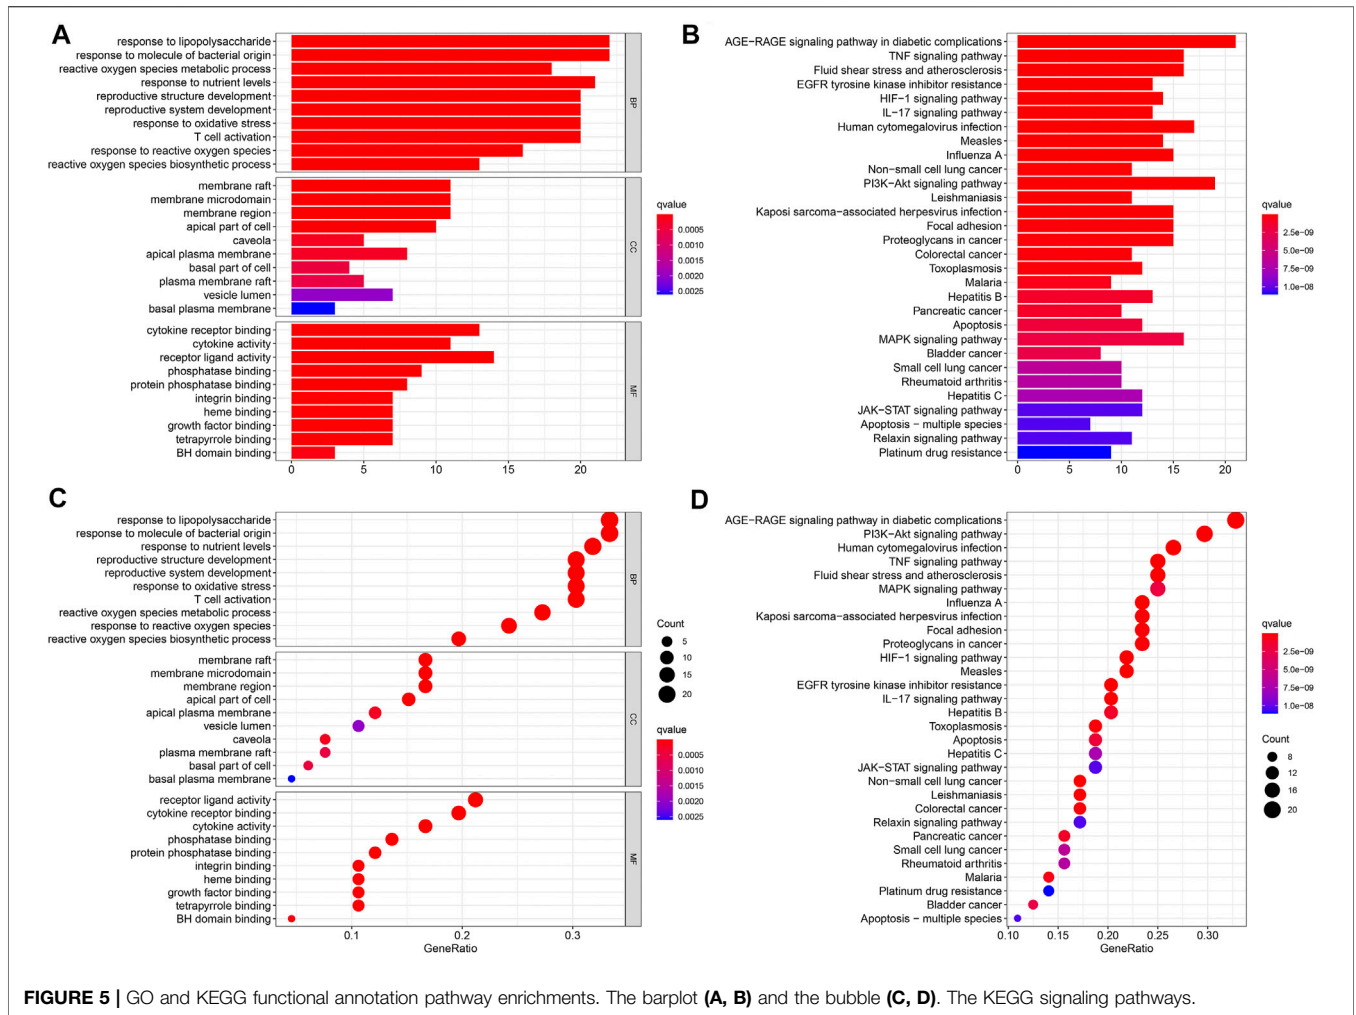 A
response to lipopolysaccharide
response to molecule of bacterial origin
reactive oxygen species metabolic process
response to nutrient levels
reproductive structure development
reproductive system development
response to oxidative stress
T cell activation
response to reactive oxygen species
reactive oxygen species biosynthetic process
BP
membrane raft
membrane microdomain
membrane region
apical part of cell
caveola
apical plasma membrane
basal part of cell
plasma membrane raft
vesicle lumen
basal plasma membrane
CC
cytokine receptor binding
cytokine activity
receptor ligand activity
phosphatase binding
protein phosphatase binding
integrin binding
heme binding
growth factor binding
tetrapyrrole binding
BH domain binding
MF
0 5 10 15 20
qvalue
0.0005
0.0010
0.0015
0.0020
0.0025
B
AGE−RAGE signaling pathway in diabetic complications
TNF signaling pathway
Fluid shear stress and atherosclerosis
EGFR tyrosine kinase inhibitor resistance
HIF−1 signaling pathway
IL−17 signaling pathway
Human cytomegalovirus infection
Measles
Influenza A
Non−small cell lung cancer
PI3K−Akt signaling pathway
Leishmaniasis
Kaposi sarcoma−associated herpesvirus infection
Focal adhesion
Proteoglycans in cancer
Colorectal cancer
Toxoplasmosis
Malaria
Hepatitis B
Pancreatic cancer
Apoptosis
MAPK signaling pathway
Bladder cancer
Small cell lung cancer
Rheumatoid arthritis
Hepatitis C
JAK−STAT signaling pathway
Apoptosis − multiple species
Relaxin signaling pathway
Platinum drug resistance
0 5 10 15 20
qvalue
2.5e−09
5.0e−09
7.5e−09
1.0e−08
C
response to lipopolysaccharide
response to molecule of bacterial origin
response to nutrient levels
reproductive structure development
reproductive system development
response to oxidative stress
T cell activation
reactive oxygen species metabolic process
response to reactive oxygen species
reactive oxygen species biosynthetic process
BP
membrane raft
membrane microdomain
membrane region
apical part of cell
apical plasma membrane
vesicle lumen
caveola
plasma membrane raft
basal part of cell
basal plasma membrane
CC
receptor ligand activity
cytokine receptor binding
cytokine activity
phosphatase binding
protein phosphatase binding
integrin binding
heme binding
growth factor binding
tetrapyrrole binding
BH domain binding
MF
0.1 0.2 0.3
GeneRatio
Count
5
10
15
20
qvalue
0.0005
0.0010
0.0015
0.0020
0.0025
D
AGE−RAGE signaling pathway in diabetic complications
PI3K−Akt signaling pathway
Human cytomegalovirus infection
TNF signaling pathway
Fluid shear stress and atherosclerosis
MAPK signaling pathway
Influenza A
Kaposi sarcoma−associated herpesvirus infection
Focal adhesion
Proteoglycans in cancer
HIF−1 signaling pathway
Measles
EGFR tyrosine kinase inhibitor resistance
IL−17 signaling pathway
Hepatitis B
Toxoplasmosis
Apoptosis
Hepatitis C
JAK−STAT signaling pathway
Non−small cell lung cancer
Leishmaniasis
Colorectal cancer
Relaxin signaling pathway
Pancreatic cancer
Small cell lung cancer
Rheumatoid arthritis
Malaria
Platinum drug resistance
Bladder cancer
Apoptosis − multiple species
0.10 0.15 0.20 0.25 0.30
GeneRatio
qvalue
2.5e−09
5.0e−09
7.5e−09
1.0e−08
Count
8
12
16
20
FIGURE 5 | GO and KEGG functional annotation pathway enrichments. The barplot (A, B) and the bubble (C, D). The KEGG signaling pathways.